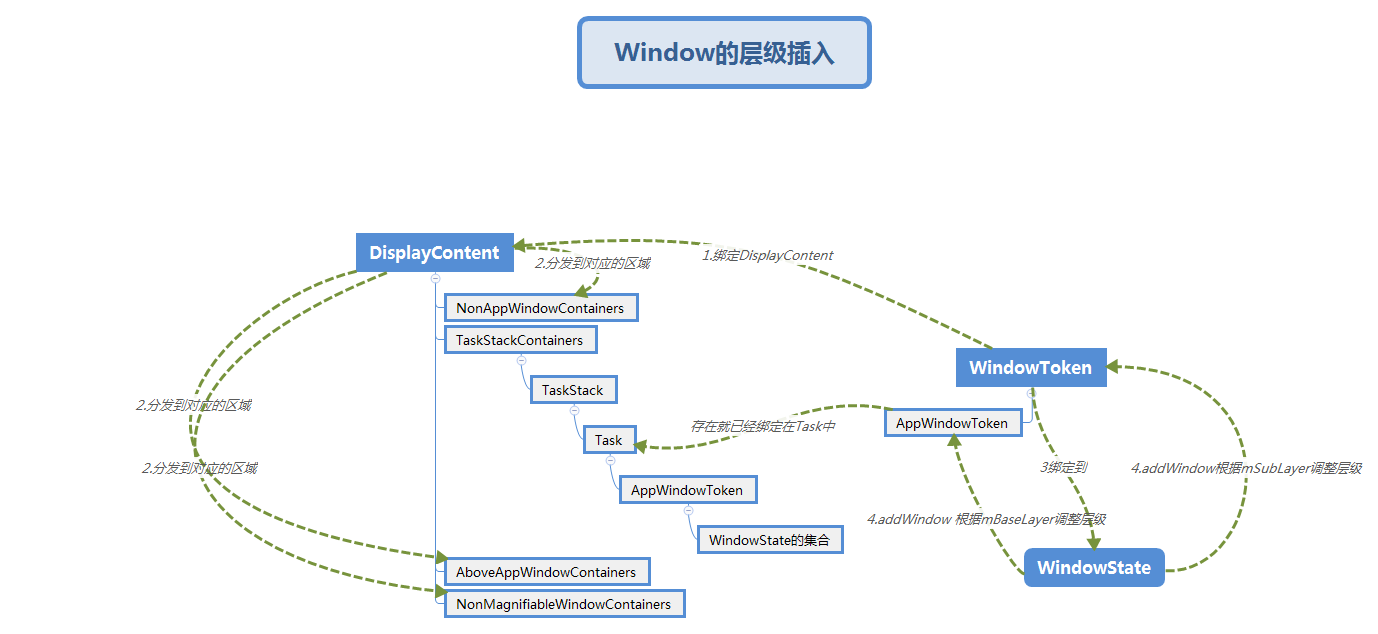 Window的层级插入
DisplayContent
1.绑定DisplayContent
2.分发到对应的区域
NonAppWindowContainers
TaskStackContainers
WindowToken
TaskStack
2.分发到对应的区域
AppWindowToken
存在就已经绑定在Task中
Task
2.分发到对应的区域
3绑定到
4.addWindow根据mSubLayer调整层级
AppWindowToken
4.addWindow 根据mBaseLayer调整层级
WindowState的集合
AboveAppWindowContainers
WindowState
NonMagnifiableWindowContainers